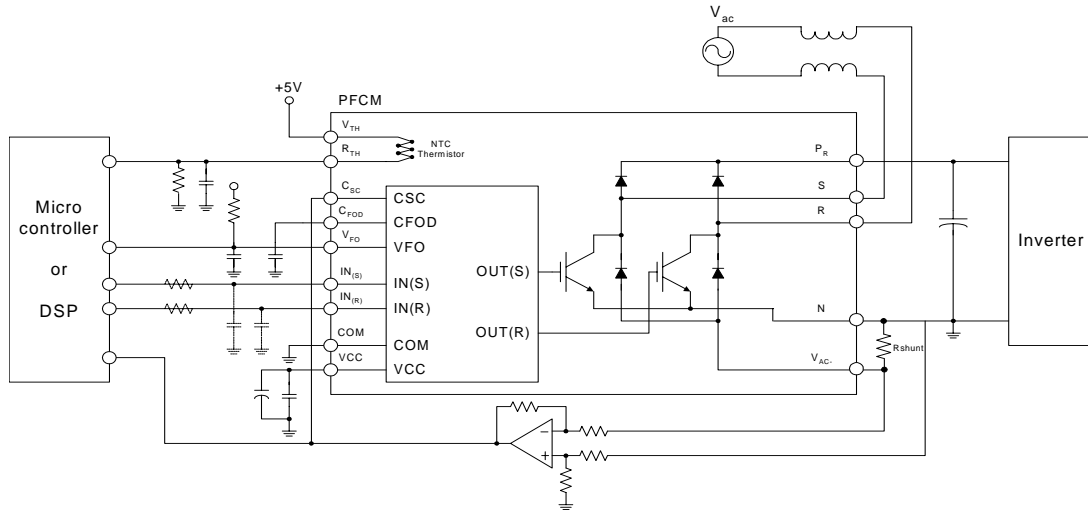 V ac
+5V
PFCM
V TH
NTC
Thermistor
R TH
P R
C SC
CSC
S
Micro
controller
or
DSP
C FOD
CFOD
R
V FO
VFO
Inverter
IN (S)
IN(S)
OUT(S)
IN (R)
IN(R)
N
OUT(R)
COM
COM
Rshunt
VCC
VCC
V AC-
−
+